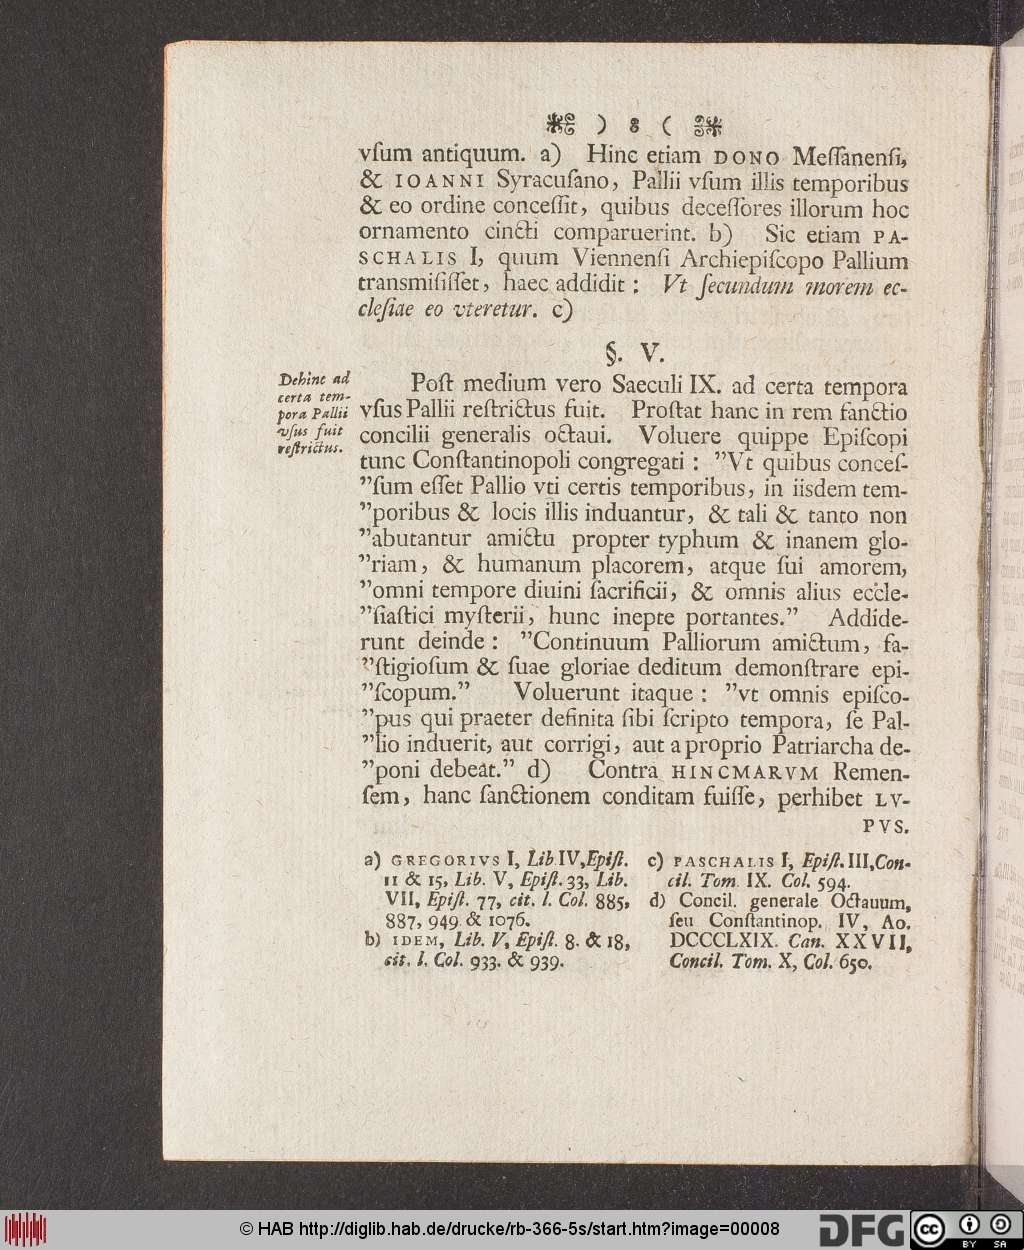 ) 8 (
vſum antiquum. a) Hinc etiam DONO Meſſanenſi,
& IOANNI Syracuſano, Pallii vſum illis temporibus
& eo ordine conceſſit, quibus deceſſores illorum hoc
ornamento cincti comparuerint. b) Sic etiam PA-
SCHALIS I, quum Viennenſi Archiepiſcopo Pallium
transmiſiſſet, haec addidit: Vt ſecundum morem ec-
cleſiae eo vteretur. c)
§. V.
Dehinc ad
certa tem-
pora Pallii
vſus fuit
reſtrictus.
Poſt medium vero Saeculi IX. ad certa tempora
vſus Pallii reſtrictus fuit. Proſtat hanc in rem ſanctio
concilii generalis octaui. Voluere quippe Epiſcopi
tunc Conſtantinopoli congregati: ”Vt quibus conceſ-
”ſum eſſet Pallio vti certis temporibus, in iisdem tem-
”poribus & locis illis induantur, & tali & tanto non
”abutantur amictu propter typhum & inanem glo-
”riam, & humanum placorem, atque ſui amorem,
”omni tempore diuini ſacrificii, & omnis alius eccle-
”ſiaſtici myſterii, hunc inepte portantes.” Addide-
runt deinde: ”Continuum Palliorum amictum, fa-
”ſtigioſum & ſuae gloriae deditum demonſtrare epi-
”ſcopum.” Voluerunt itaque: ”vt omnis epiſco-
”pus qui praeter definita ſibi ſcripto tempora, ſe Pal-
”lio induerit, aut corrigi, aut a proprio Patriarcha de-
”poni debeat.” d) Contra HINCMARVM Remen-
ſem, hanc ſanctionem conditam fuiſſe, perhibet LV-
PVS.
a) GREGORIVS I, Lib. IV, Epiſt.
11 & 15, Lib. V, Epiſt. 33, Lib.
VII, Epiſt. 77, cit. l. Col. 885,
887, 949 & 1076.
b) IDEM, Lib. V, Epiſt. 8. & 18,
cit. l. Col. 933. & 939.
c) PASCHALIS I, Epiſt. III, Con-
cil. Tom. IX. Col. 594.
d) Concil. generale Octauum,
ſeu Conſtantinop. IV, Ao.
DCCCLXIX. Can. XXVII,
Concil. Tom. X, Col. 650.
© HAB http://diglib.hab.de/drucke/rb-366-5s/start.htm?image=00008
DFG
cc BY SA